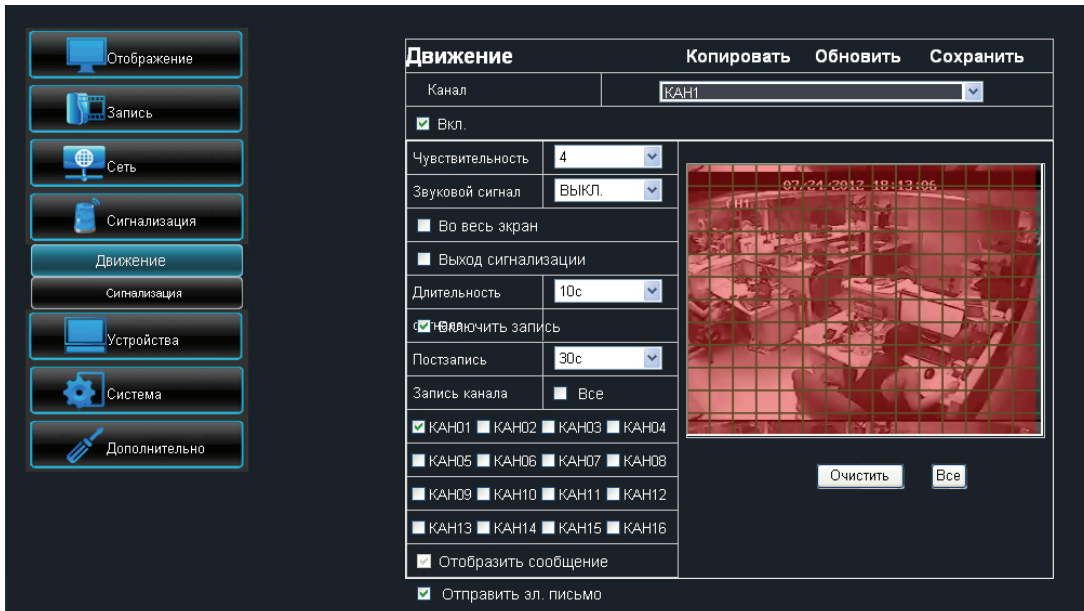 Отображение
Запись
Сеть
Сигнализация
Движение
Сигнализация
Устройства
Система
Дополнительно
Движение Копировать Обновить Сохранить
Канал КАН1
Вкл.
Чувствительность 4
Звуковой сигнал ВЫКЛ.
Во весь экран
Выход сигнализации
Длительность 10с
Включить запись
Постзапись 30с
Запись канала Все
КАН01 КАН02 КАН03 КАН04
КАН05 КАН06 КАН07 КАН08
КАН09 КАН10 КАН11 КАН12
КАН13 КАН14 КАН15 КАН16
Отобразить сообщение
Отправить эл. письмо
07/24/2012 18:13:06
CH1
Очистить Все